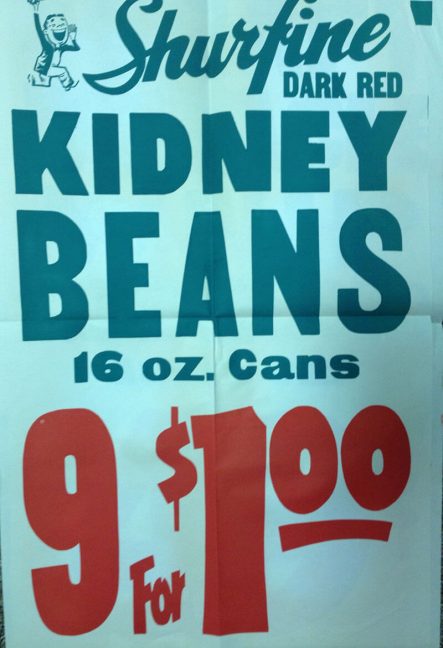 Shurfine
DARK RED
KIDNEY
BEANS
16 oz. Cans
9 For $1.00